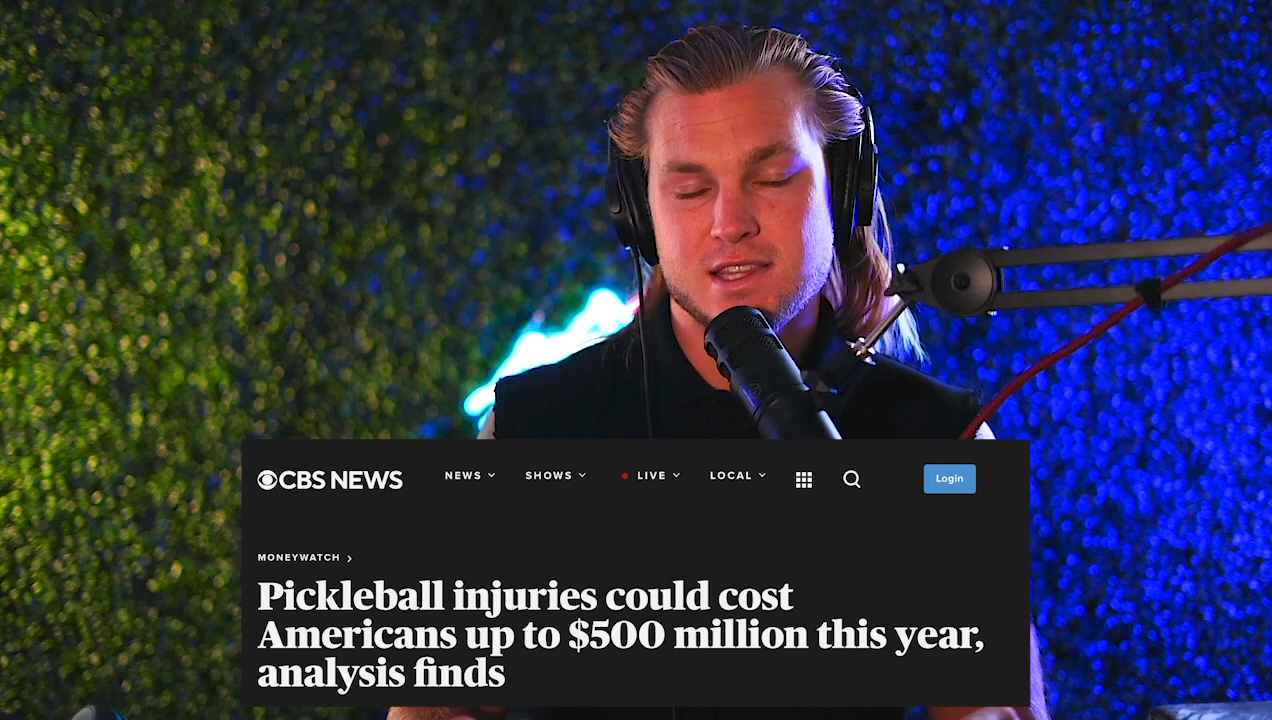 CBS NEWS NEWS SHOWS LIVE LOCAL Login
MONEYWATCH
Pickleball injuries could cost
Americans up to $500 million this year,
analysis finds